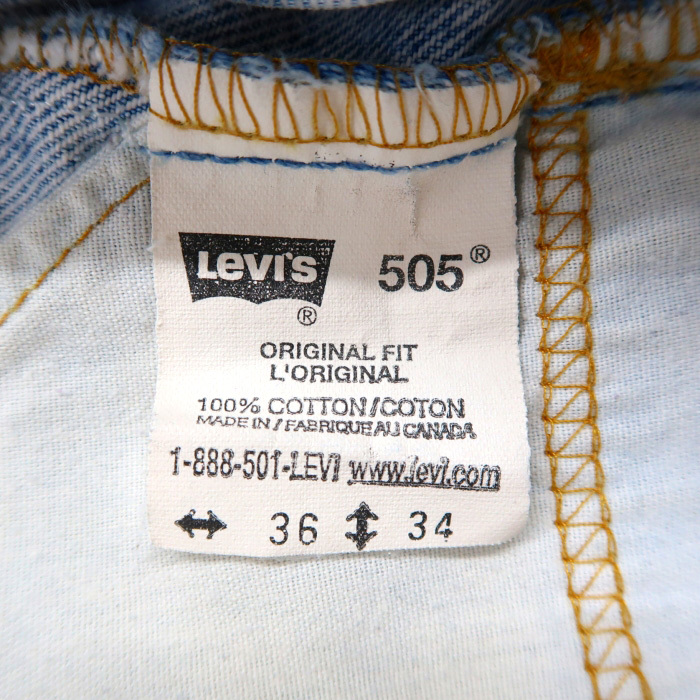 LEVI'S ® 505®
ORIGINAL FIT
L'ORIGINAL
100% COTTON/COTON
MADE IN / FABRIQUE AU CANADA
1-888-501-LEVI www.levi.com
36 34